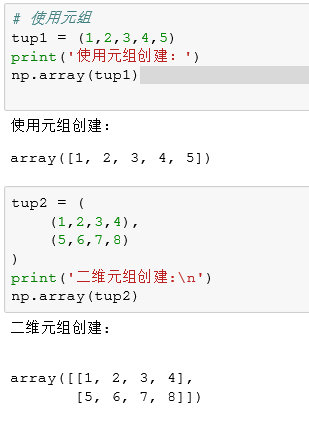 # 使用元组
tup1 = (1,2,3,4,5)
print('使用元组创建：')
np.array(tup1)
使用元组创建：
array([1, 2, 3, 4, 5])
tup2 = (
    (1,2,3,4),
    (5,6,7,8)
)
print('二维元组创建:\n')
np.array(tup2)
二维元组创建:
array([[1, 2, 3, 4],
       [5, 6, 7, 8]])